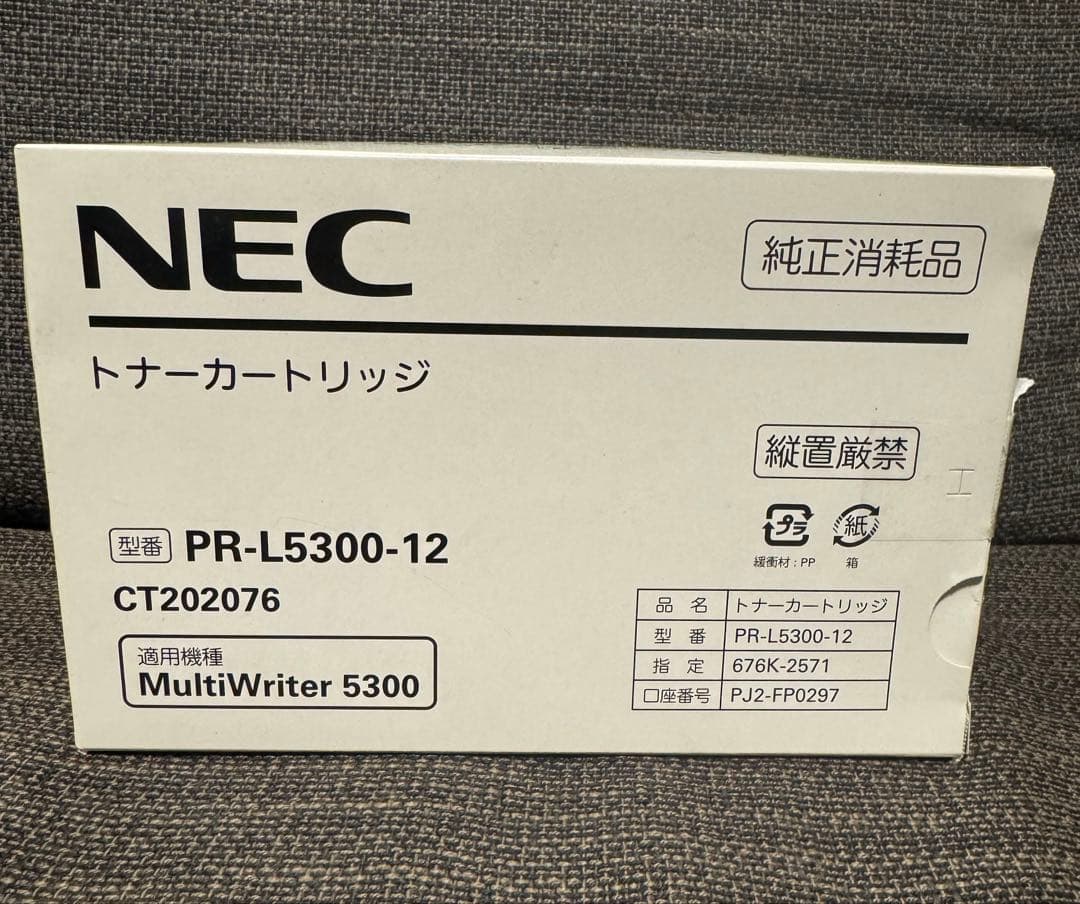 NEC
純正消耗品
トナーカートリッジ
縦置厳禁
型番 PR-L5300-12
CT202076
プラ 紙
緩衝材:PP 箱
適用機種
MultiWriter 5300
品 名 トナーカートリッジ
型 番 PR-L5300-12
指 定 676K-2571
口座番号 PJ2-FP0297